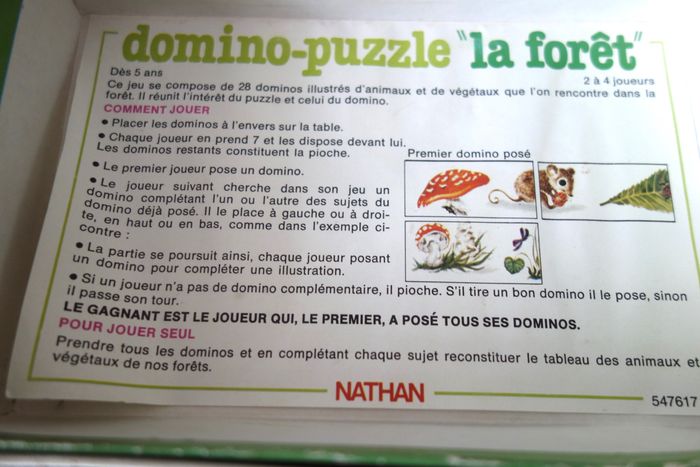 domino-puzzle "la forêt"
Dès 5 ans
2 à 4 joueurs
Ce jeu se compose de 28 dominos illustrés d'animaux et de végétaux que l'on rencontre dans la
forêt. Il réunit l'intérêt du puzzle et celui du domino.
COMMENT JOUER
• Placer les dominos à l'envers sur la table.
• Chaque joueur en prend 7 et les dispose devant lui.
Les dominos restants constituent la pioche.
• Le premier joueur pose un domino.
• Le joueur suivant cherche dans son jeu un
domino complétant l'un ou l'autre des sujets du
domino déjà posé. Il le place à gauche ou à droi-
te, en haut ou en bas, comme dans l'exemple ci-
contre :
Premier domino posé
• La partie se poursuit ainsi, chaque joueur posant
un domino pour compléter une illustration.
• Si un joueur n'a pas de domino complémentaire, il pioche. S'il tire un bon domino il le pose, sinon
il passe son tour.
LE GAGNANT EST LE JOUEUR QUI, LE PREMIER, A POSÉ TOUS SES DOMINOS.
POUR JOUER SEUL
Prendre tous les dominos et en complétant chaque sujet reconstituer le tableau des animaux et
végétaux de nos forêts.
NATHAN
547617